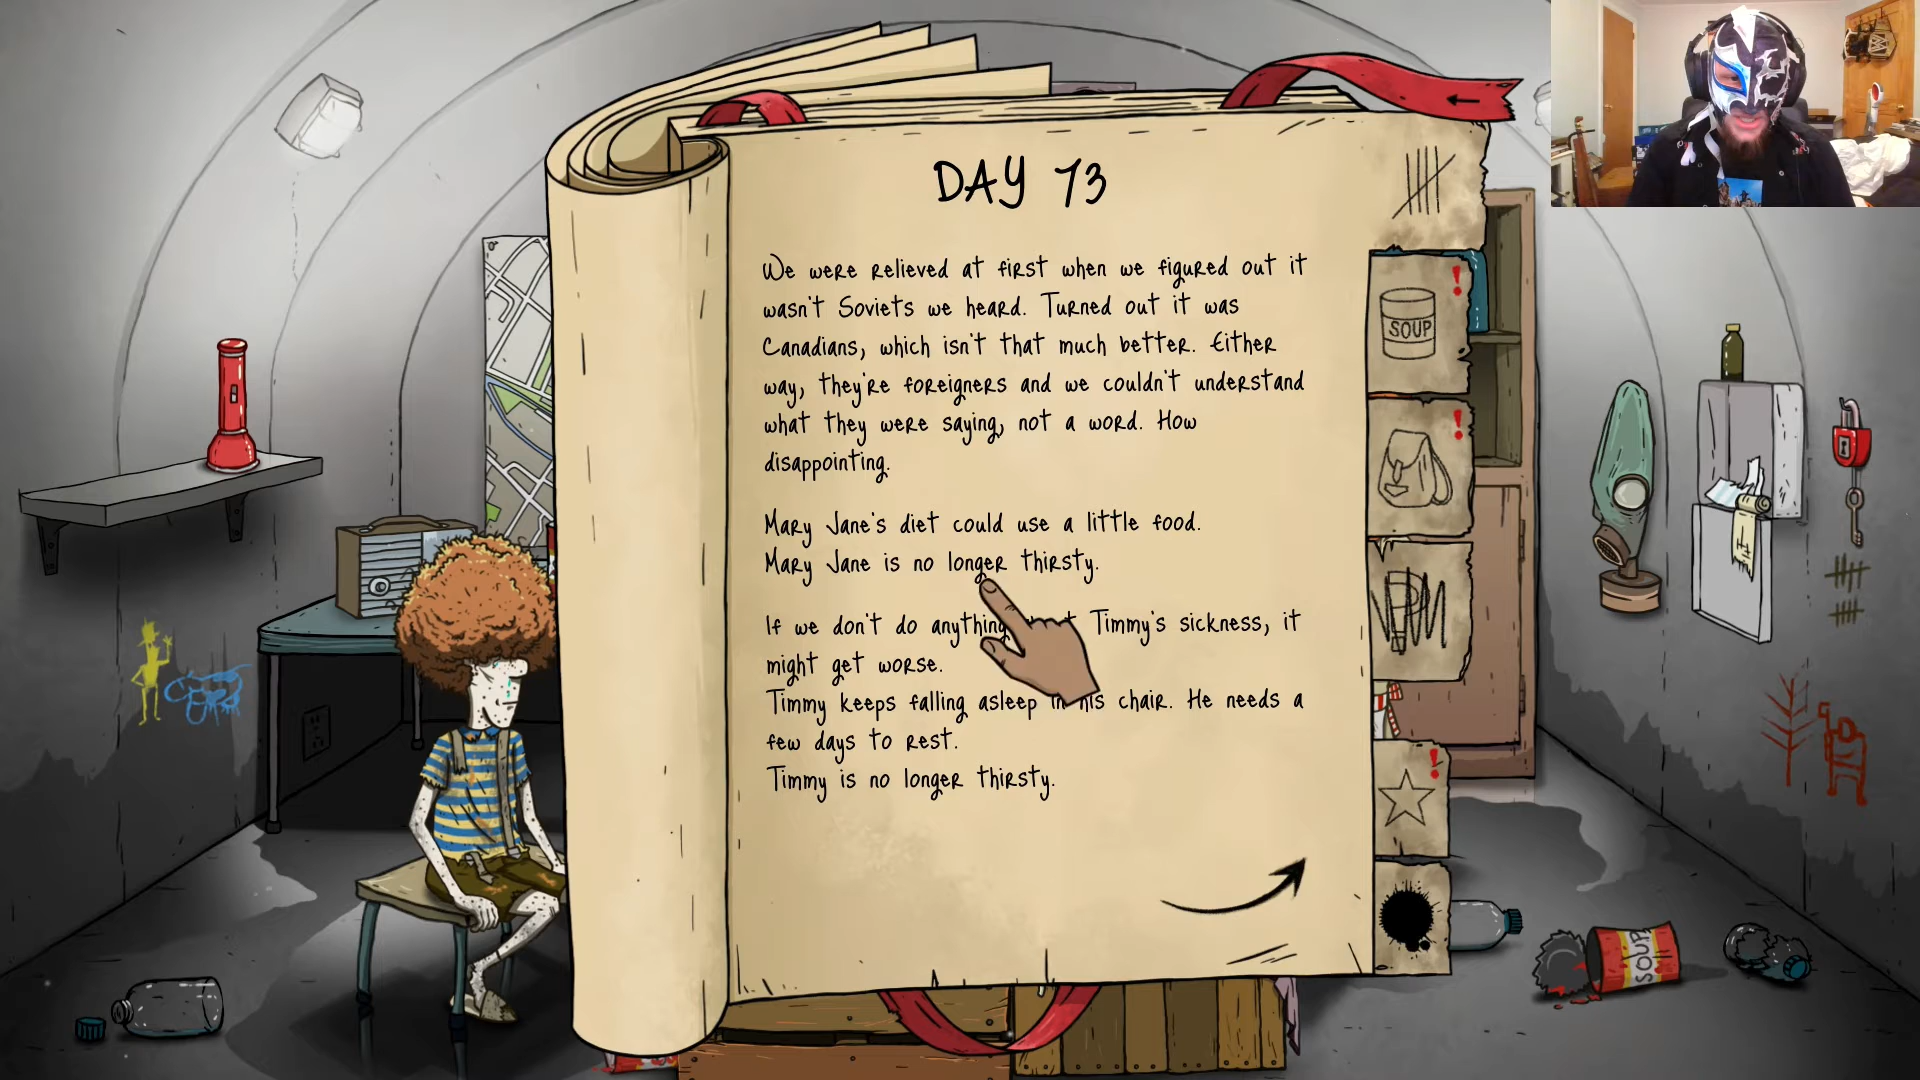 DAY 73
We were relieved at first when we figured out it
wasn't Soviets we heard. Turned out it was
Canadians, which isn't that much better. Either
way, they're foreigners and we couldn't understand
what they were saying, not a word. How
disappointing.
Mary Jane's diet could use a little food.
Mary Jane is no longer thirsty.
If we don't do anything Timmy's sickness, it
might get worse.
Timmy keeps falling asleep in his chair. He needs a
few days to rest.
Timmy is no longer thirsty.
SOUP
SOUP